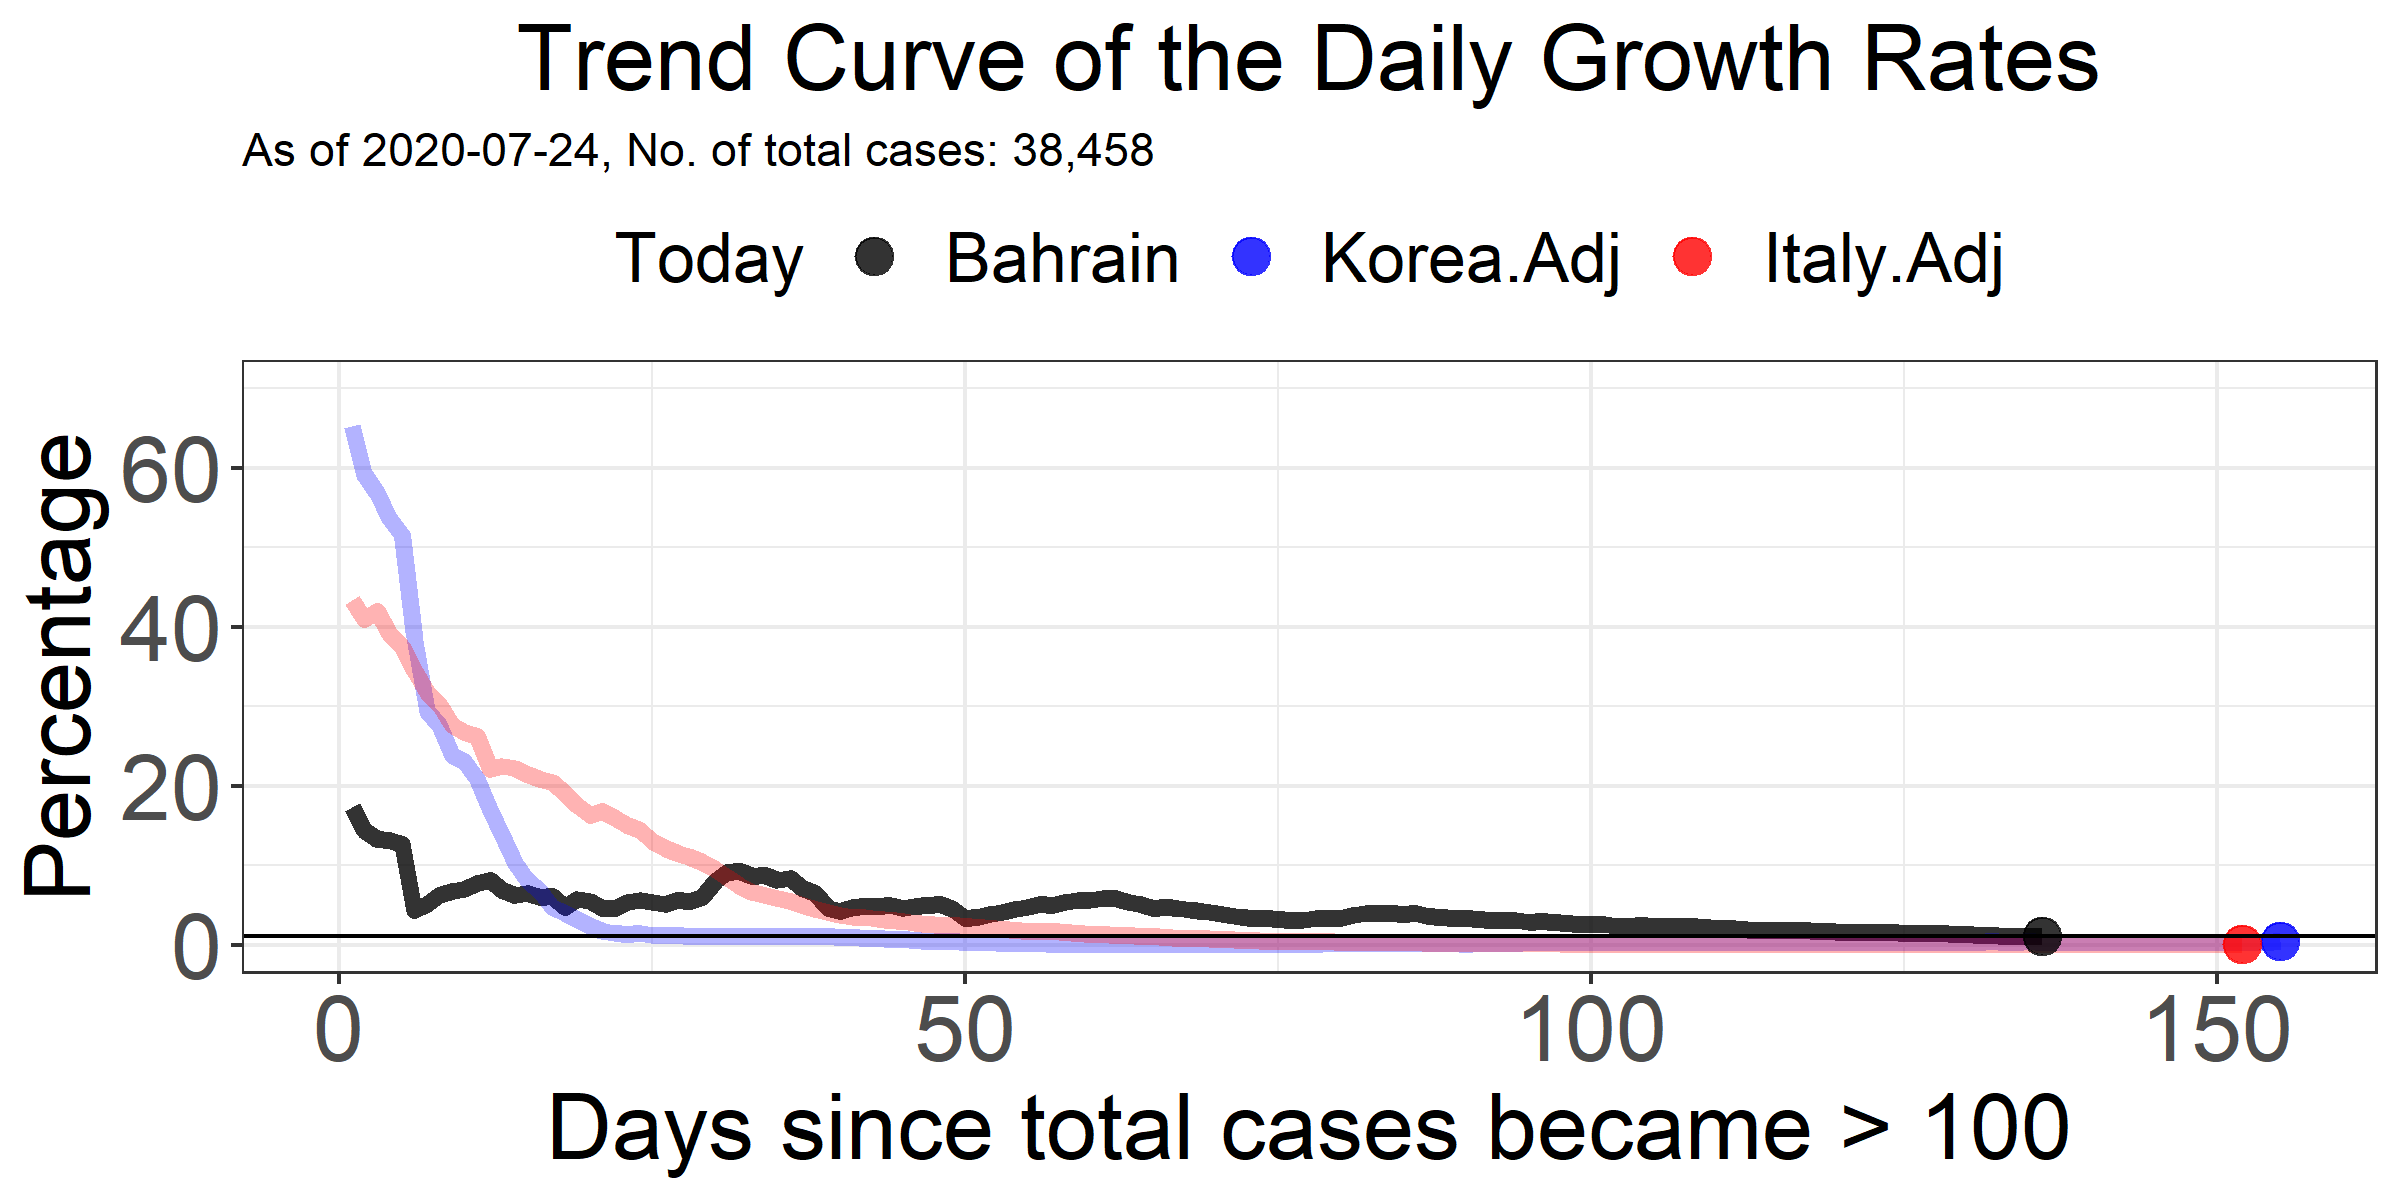 Trend Curve of the Daily Growth Rates
As of 2020-07-24, No. of total cases: 38,458
Today Bahrain Korea.Adj Italy.Adj
Percentage
60
40
20
0
0 50 100 150
Days since total cases became > 100